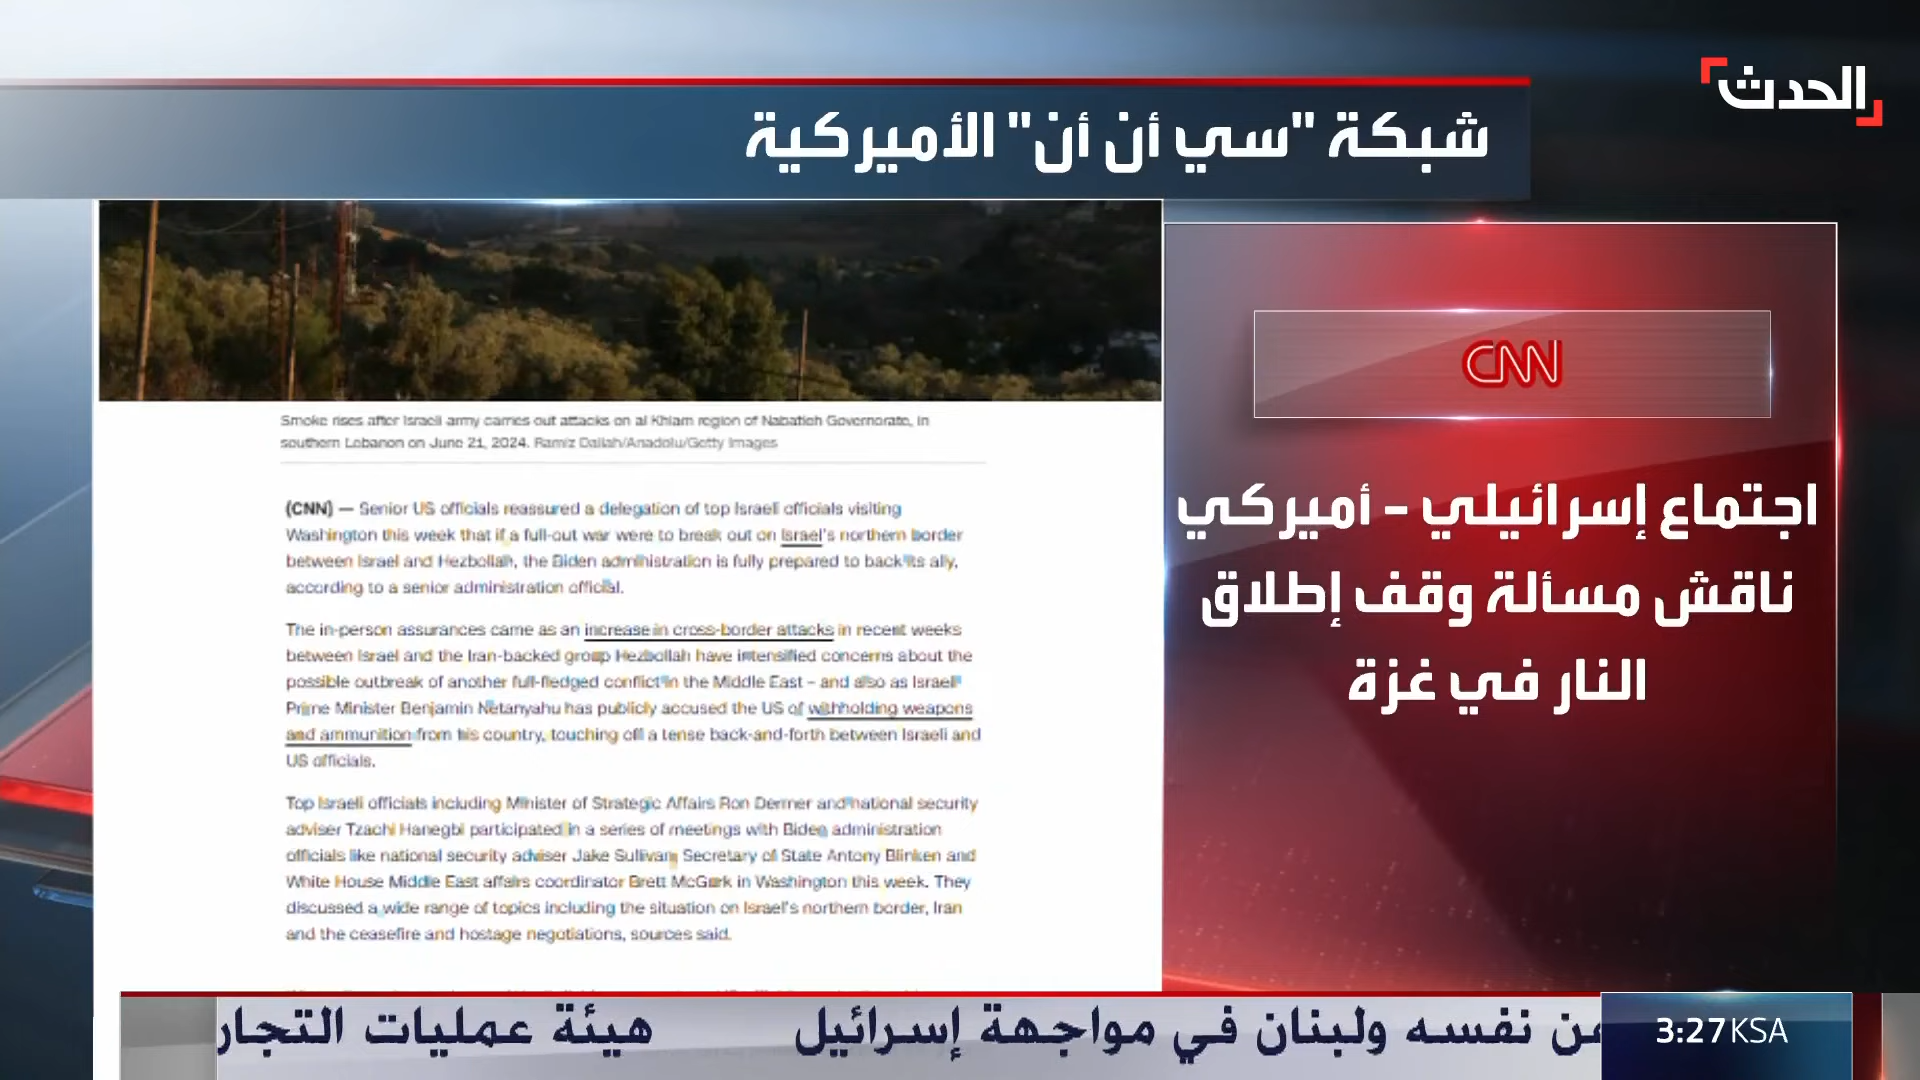 الحدث
شبكة "سي أن أن" الأميركية
CNN
اجتماع إسرائيلي - أميركي
ناقش مسألة وقف إطلاق
النار في غزة
Smoke rises after Israeli army carries out attacks on al Khiam region of Nabatieh Governorate, in
southern Lebanon on June 21, 2024. Ramiz Dallah/Anadolu/Getty Images
(CNN) — Senior US officials reassured a delegation of top Israeli officials visiting
Washington this week that if a full-out war were to break out on Israel's northern border
between Israel and Hezbollah, the Biden administration is fully prepared to back its ally,
according to a senior administration official.
The in-person assurances came as an increase in cross-border attacks in recent weeks
between Israel and the Iran-backed group Hezbollah have intensified concerns about the
possible outbreak of another full-fledged conflict in the Middle East – and also as Israeli
Prime Minister Benjamin Netanyahu has publicly accused the US of withholding weapons
and ammunition from his country, touching off a tense back-and-forth between Israeli and
US officials.
Top Israeli officials including Minister of Strategic Affairs Ron Dermer and national security
adviser Tzachi Hanegbi participated in a series of meetings with Biden administration
officials like national security adviser Jake Sullivan, Secretary of State Antony Blinken and
White House Middle East affairs coordinator Brett McGurk in Washington this week. They
discussed a wide range of topics including the situation on Israel's northern border, Iran
and the ceasefire and hostage negotiations, sources said.
عن نفسه ولبنان في مواجهة إسرائيل هيئة عمليات التجار
3:27 KSA